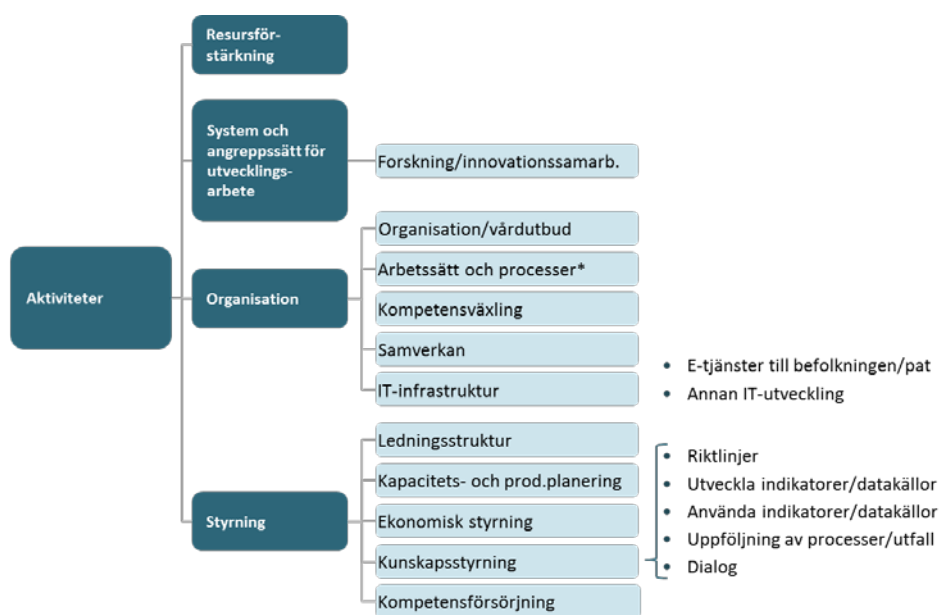 Aktiviteter
Resursför-
stärkning
System och
angreppssätt för
utvecklings-
arbete
Forskning/innovationssamarb.
Organisation
Organisation/vårdutbud
Arbetssätt och processer*
Kompetensväxling
Samverkan
IT-infrastruktur
• E-tjänster till befolkningen/pat
• Annan IT-utveckling
Styrning
Ledningsstruktur
Kapacitets- och prod.planering
Ekonomisk styrning
Kunskapsstyrning
• Riktlinjer
• Utveckla indikatorer/datakällor
• Använda indikatorer/datakällor
• Uppföljning av processer/utfall
• Dialog
Kompetensförsörjning